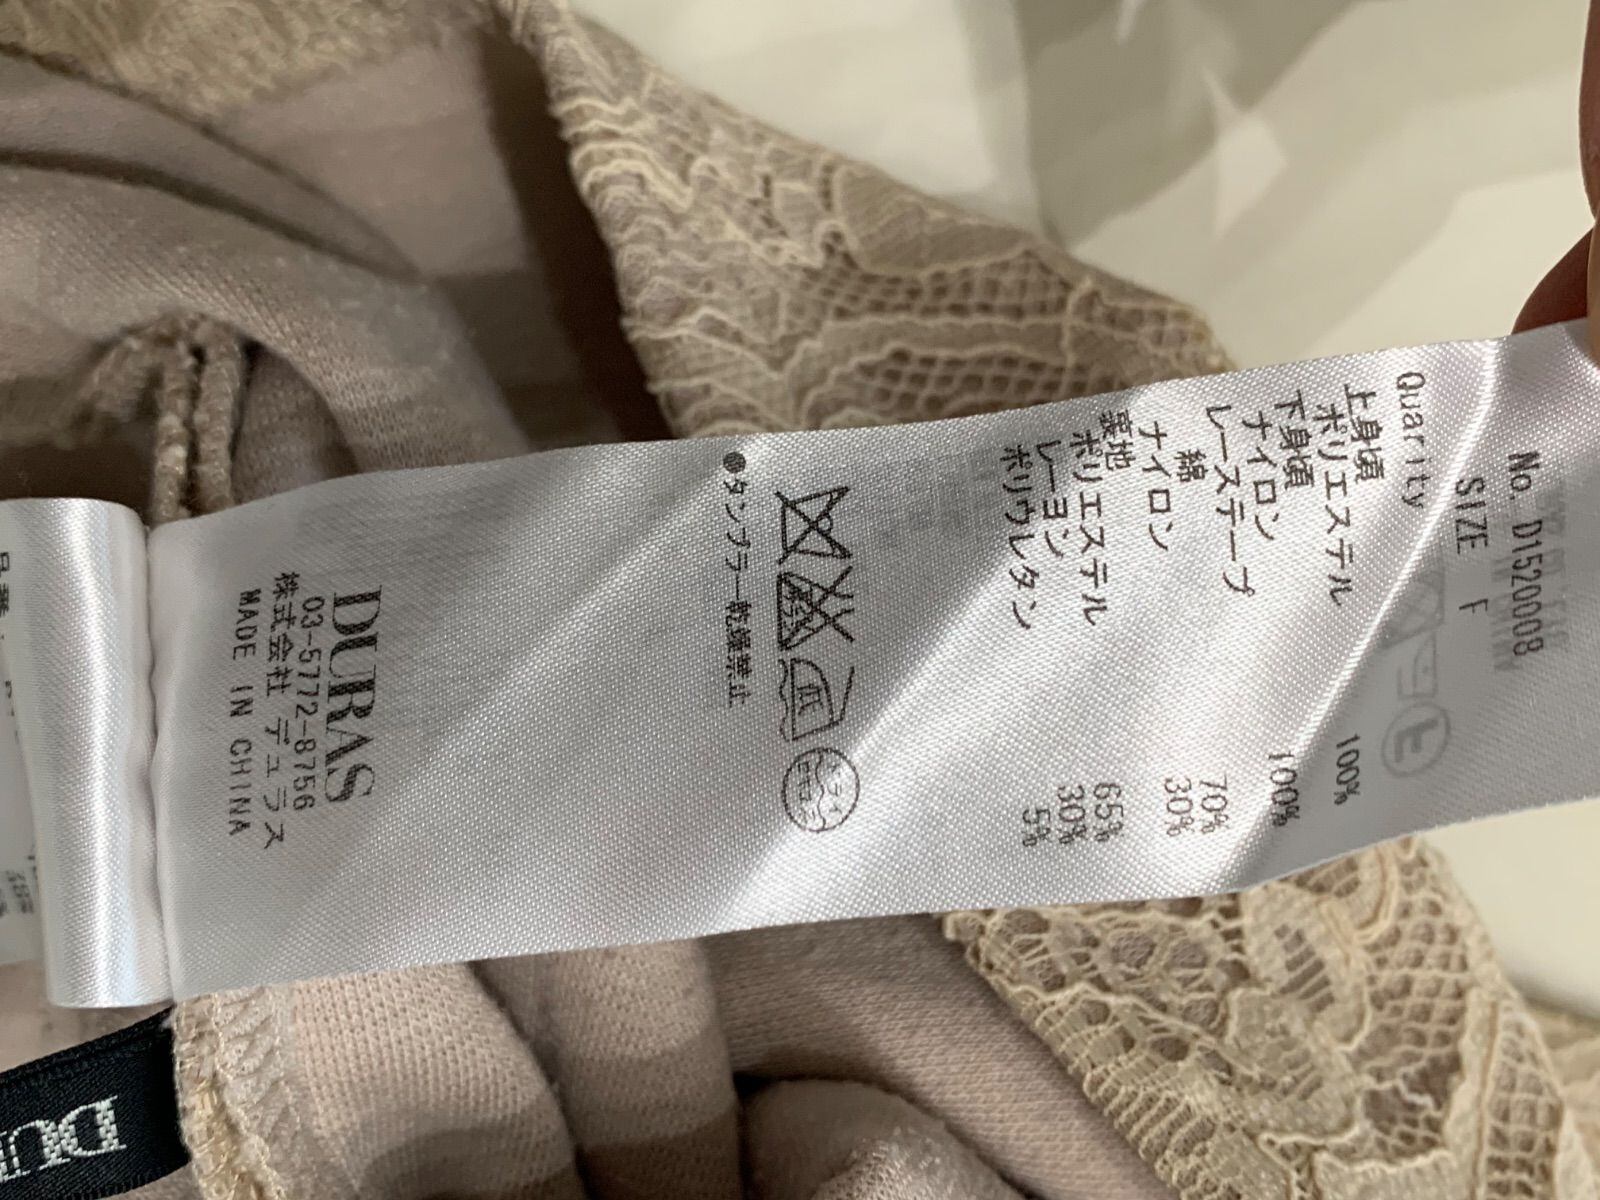 No. D1520008
SIZE F
Quarity
上身頃
ポリエステル 100%
下身頃
ナイロン 100%
レーステープ
綿 70%
ナイロン 30%
裏地
ポリエステル 65%
レーヨン 30%
ポリウレタン 5%
●タンブラー乾燥禁止
DURAS
03-5772-8756
株式会社 デュラス
MADE IN CHINA
DU